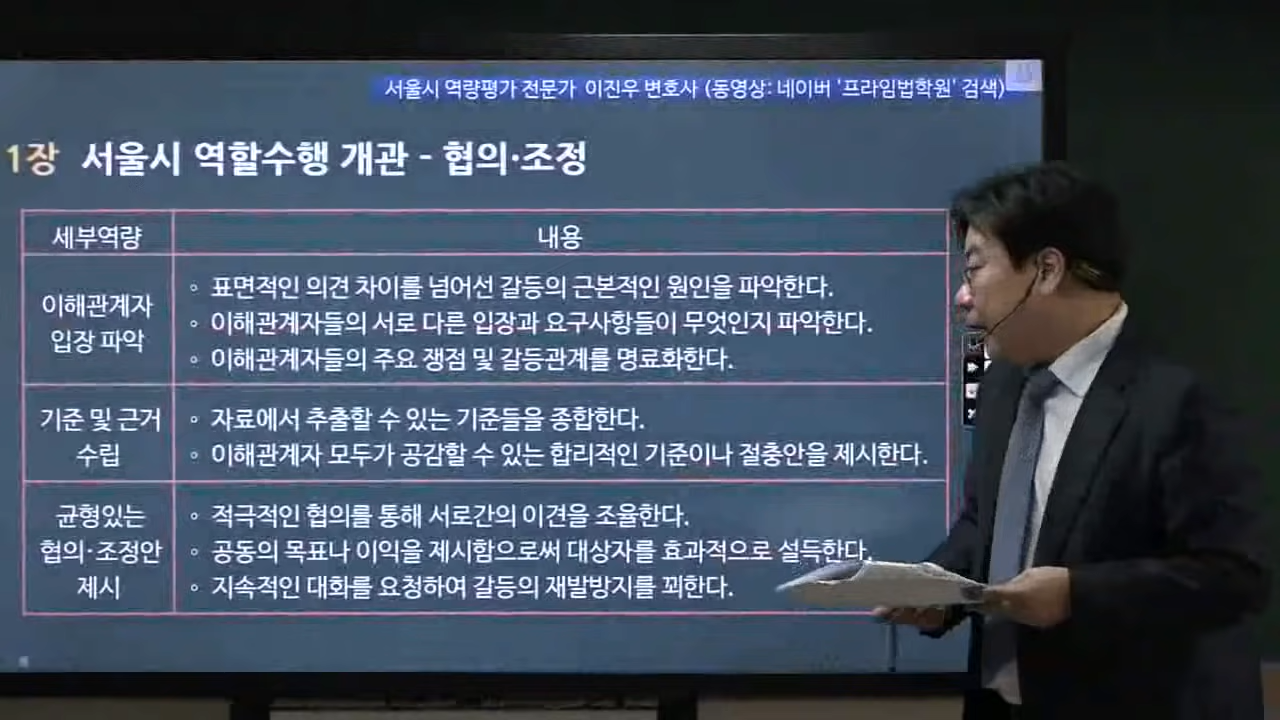 서울시 역량평가 전문가 이진우 변호사 (동영상: 네이버 '프라임법학원' 검색)
1장 서울시 역할수행 개관 - 협의·조정
세부역량
내용
이해관계자
입장 파악
◦ 표면적인 의견 차이를 넘어선 갈등의 근본적인 원인을 파악한다.
◦ 이해관계자들의 서로 다른 입장과 요구사항들이 무엇인지 파악한다.
◦ 이해관계자들의 주요 쟁점 및 갈등관계를 명료화한다.
기준 및 근거
수립
◦ 자료에서 추출할 수 있는 기준들을 종합한다.
◦ 이해관계자 모두가 공감할 수 있는 합리적인 기준이나 절충안을 제시한다.
균형있는
협의·조정안
제시
◦ 적극적인 협의를 통해 서로간의 이견을 조율한다.
◦ 공동의 목표나 이익을 제시함으로써 대상자를 효과적으로 설득한다.
◦ 지속적인 대화를 요청하여 갈등의 재발방지를 꾀한다.